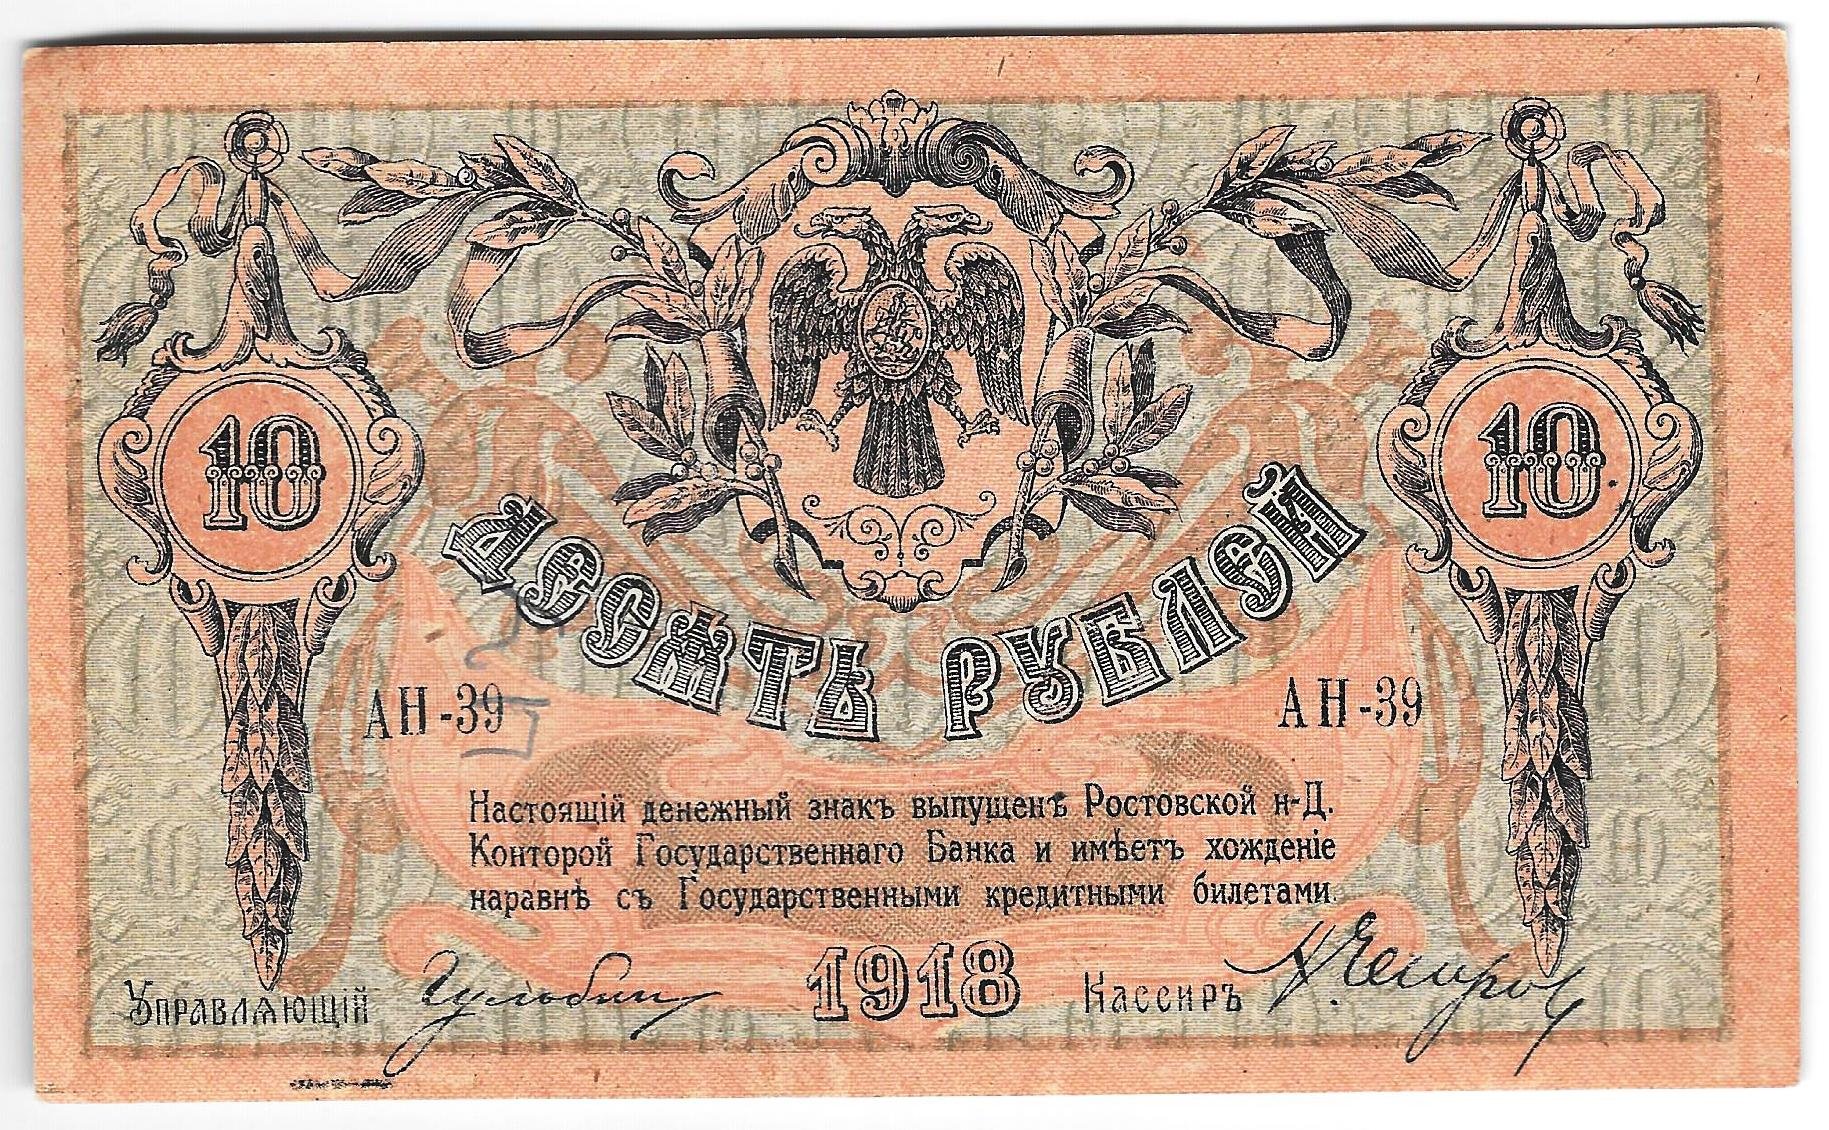 10
10
ДЕСЯТЬ РУБЛЕЙ
АН-39
АН-39
Настоящій денежный знакъ выпущенъ Ростовской н-Д.
Конторой Государственнаго Банка и имѣетъ хожденіе
наравнѣ съ Государственными кредитными билетами.
Управляющій Гульбин
1918
Кассиръ